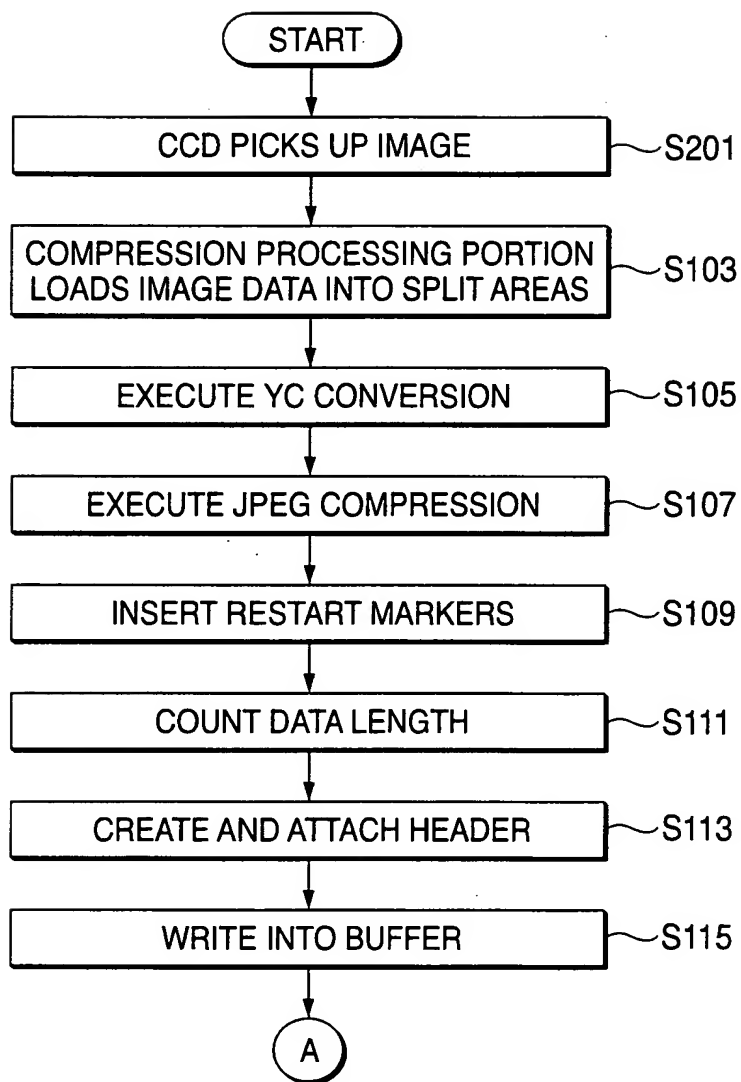 START
CCD PICKS UP IMAGE
S201
COMPRESSION PROCESSING PORTION
LOADS IMAGE DATA INTO SPLIT AREAS
S103
EXECUTE YC CONVERSION
S105
EXECUTE JPEG COMPRESSION
S107
INSERT RESTART MARKERS
S109
COUNT DATA LENGTH
S111
CREATE AND ATTACH HEADER
S113
WRITE INTO BUFFER
S115
A